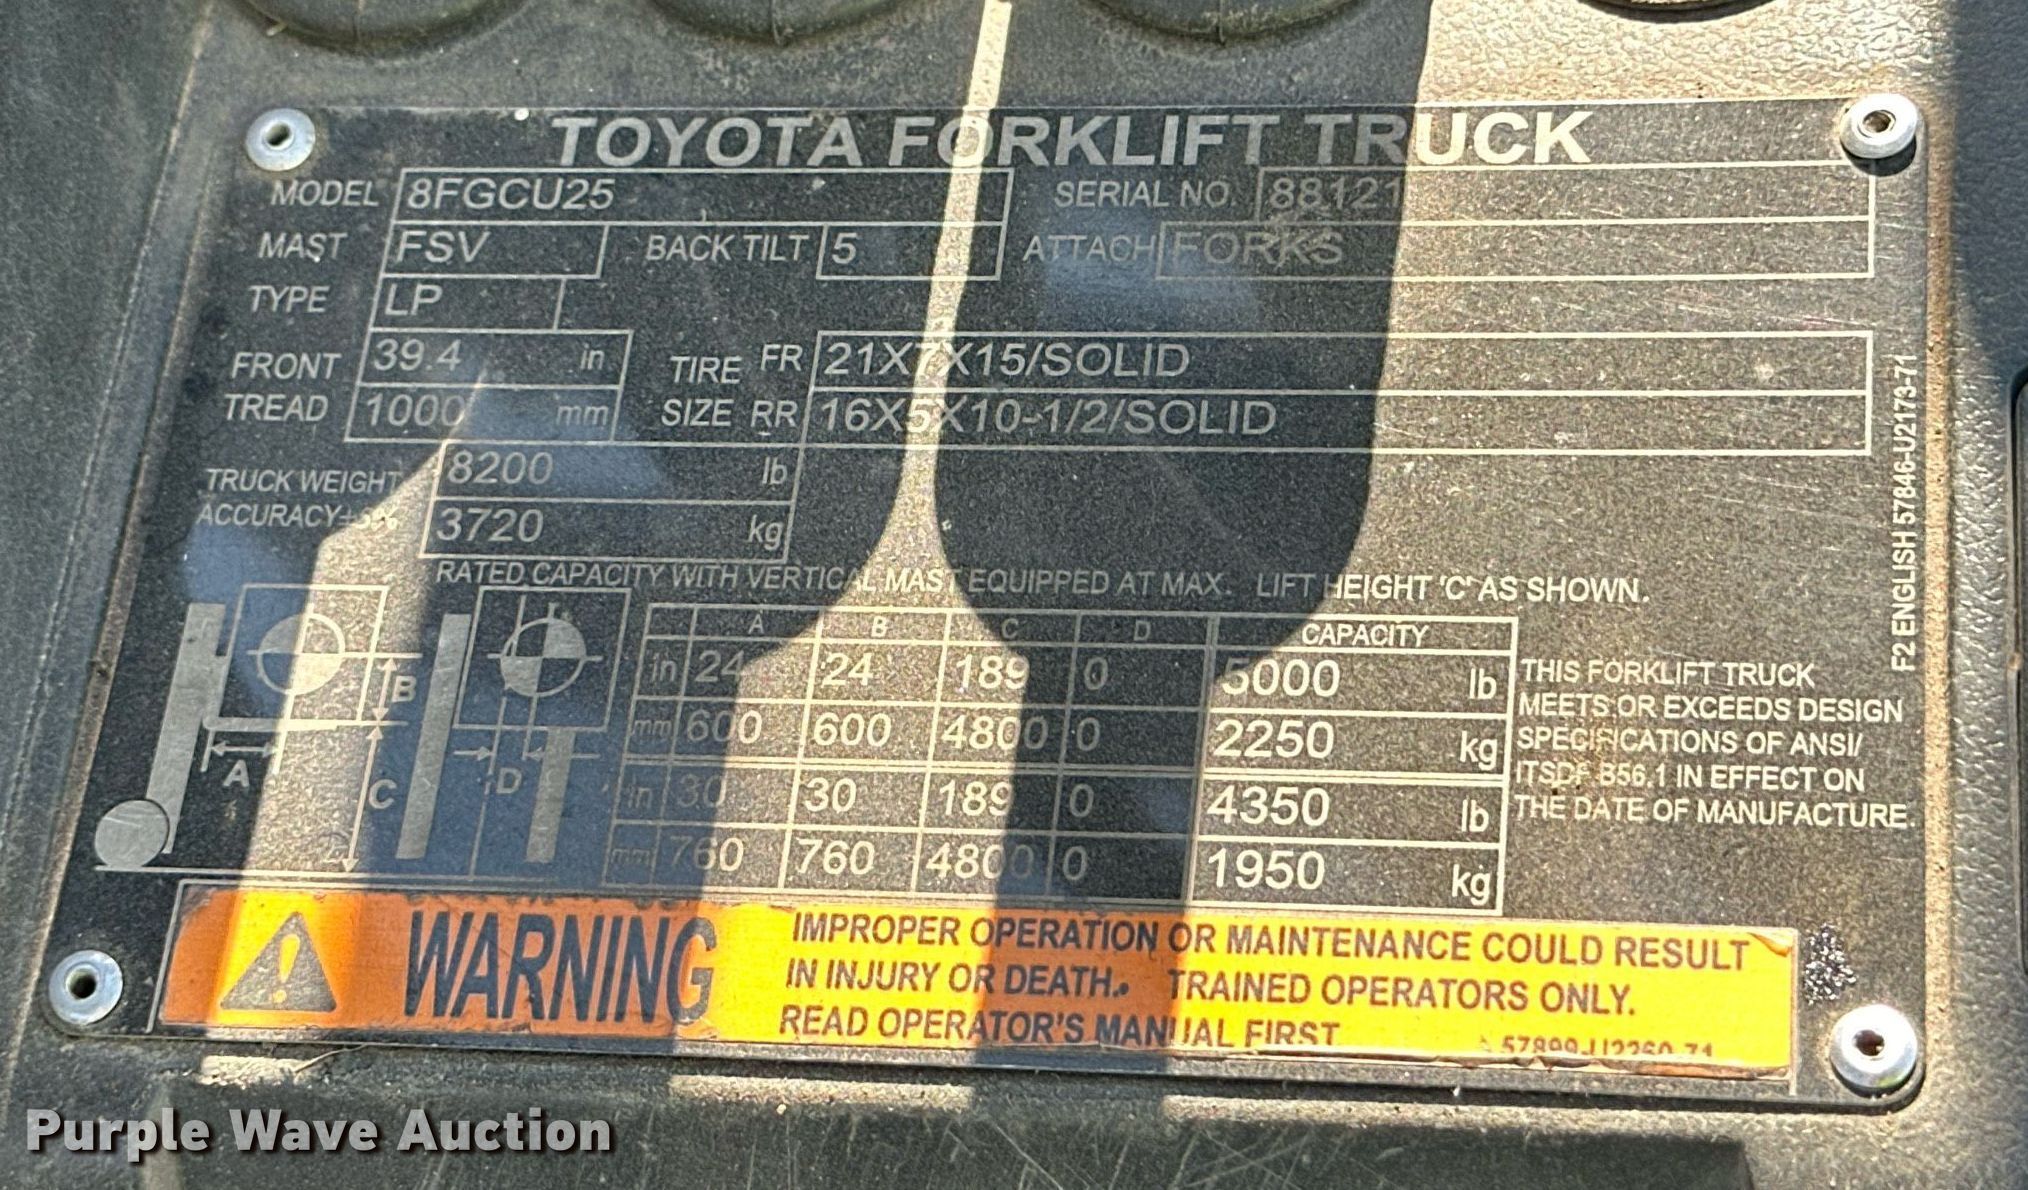 TOYOTA FORKLIFT TRUCK
MODEL 8FGCU25 SERIAL NO. 88121
MAST FSV BACK TILT 5 ATTACH FORKS
TYPE LP
FRONT TREAD 39.4 in TIRE SIZE FR 21X7X15/SOLID
1000 mm RR 16X5X10-1/2/SOLID
TRUCK WEIGHT 8200 lb
ACCURACY±5% 3720 kg
RATED CAPACITY WITH VERTICAL MAST EQUIPPED AT MAX. LIFT HEIGHT 'C' AS SHOWN.
A B C D CAPACITY
in 24 24 189 0 5000 lb
mm 600 600 4800 0 2250 kg
in 30 30 189 0 4350 lb
mm 760 760 4800 0 1950 kg
A B C D
THIS FORKLIFT TRUCK
MEETS OR EXCEEDS DESIGN
SPECIFICATIONS OF ANSI/
ITSDF B56.1 IN EFFECT ON
THE DATE OF MANUFACTURE.
F2 ENGLISH 57846-U2173-71
WARNING
IMPROPER OPERATION OR MAINTENANCE COULD RESULT
IN INJURY OR DEATH. TRAINED OPERATORS ONLY.
READ OPERATOR'S MANUAL FIRST
57899-U2260-71
Purple Wave Auction